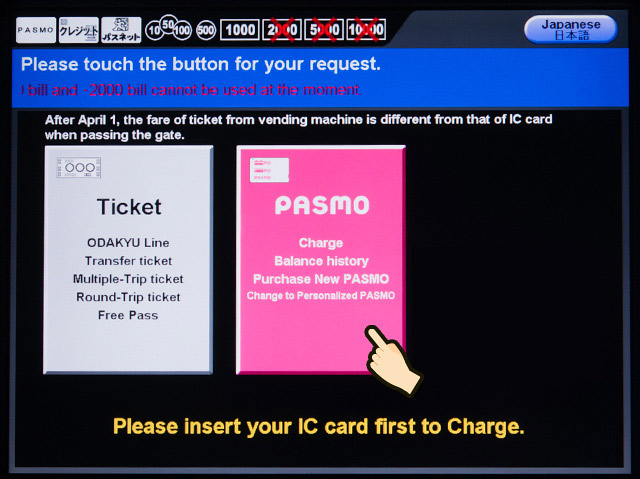 PASMO クレジット パスネット 10 50 100 500 1000 2000 5000 10000
Japanese
日本語
Please touch the button for your request.
bill and -2000 bill cannot be used at the moment.
After April 1, the fare of ticket from vending machine is different from that of IC card
when passing the gate.
Ticket
ODAKYU Line
Transfer ticket
Multiple-Trip ticket
Round-Trip ticket
Free Pass
PASMO
Charge
Balance history
Purchase New PASMO
Change to Personalized PASMO
Please insert your IC card first to Charge.